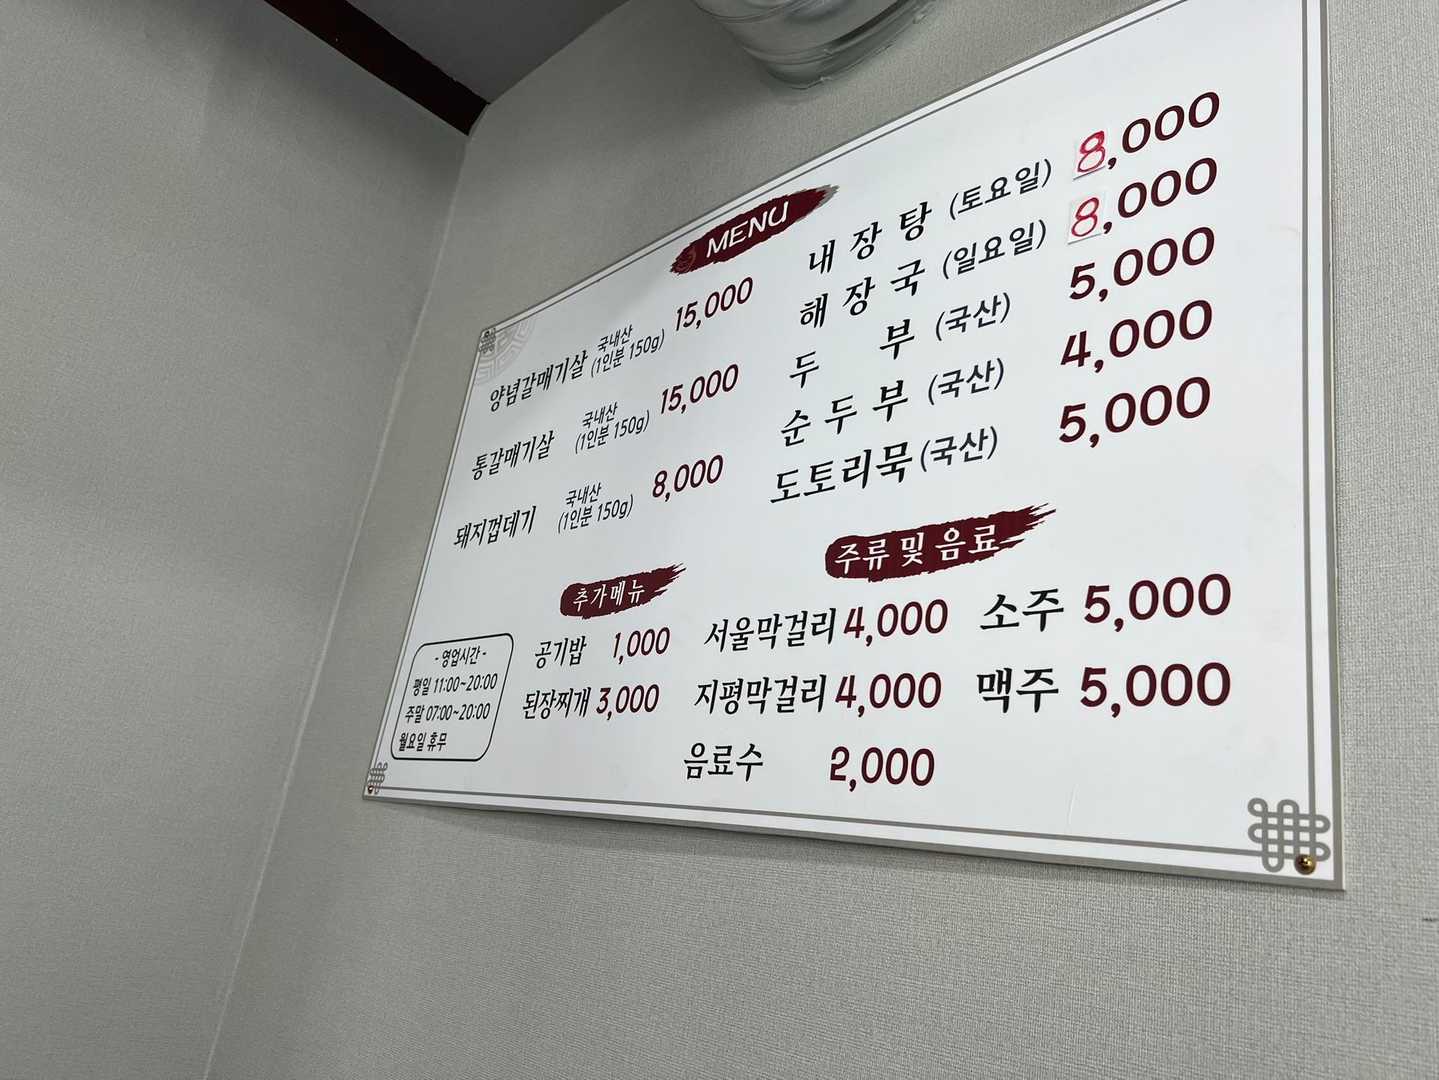 MENU
양념갈매기살 국내산 (1인분 150g) 15,000
통갈매기살 국내산 (1인분 150g) 15,000
돼지껍데기 국내산 (1인분 150g) 8,000
내장탕 (토요일) 8,000
해장국 (일요일) 8,000
두부 (국산) 5,000
순두부 (국산) 4,000
도토리묵 (국산) 5,000
추가메뉴
공기밥 1,000
된장찌개 3,000
주류 및 음료
서울막걸리 4,000 소주 5,000
지평막걸리 4,000 맥주 5,000
음료수 2,000
- 영업시간 -
평일 11:00~20:00
주말 07:00~20:00
월요일 휴무